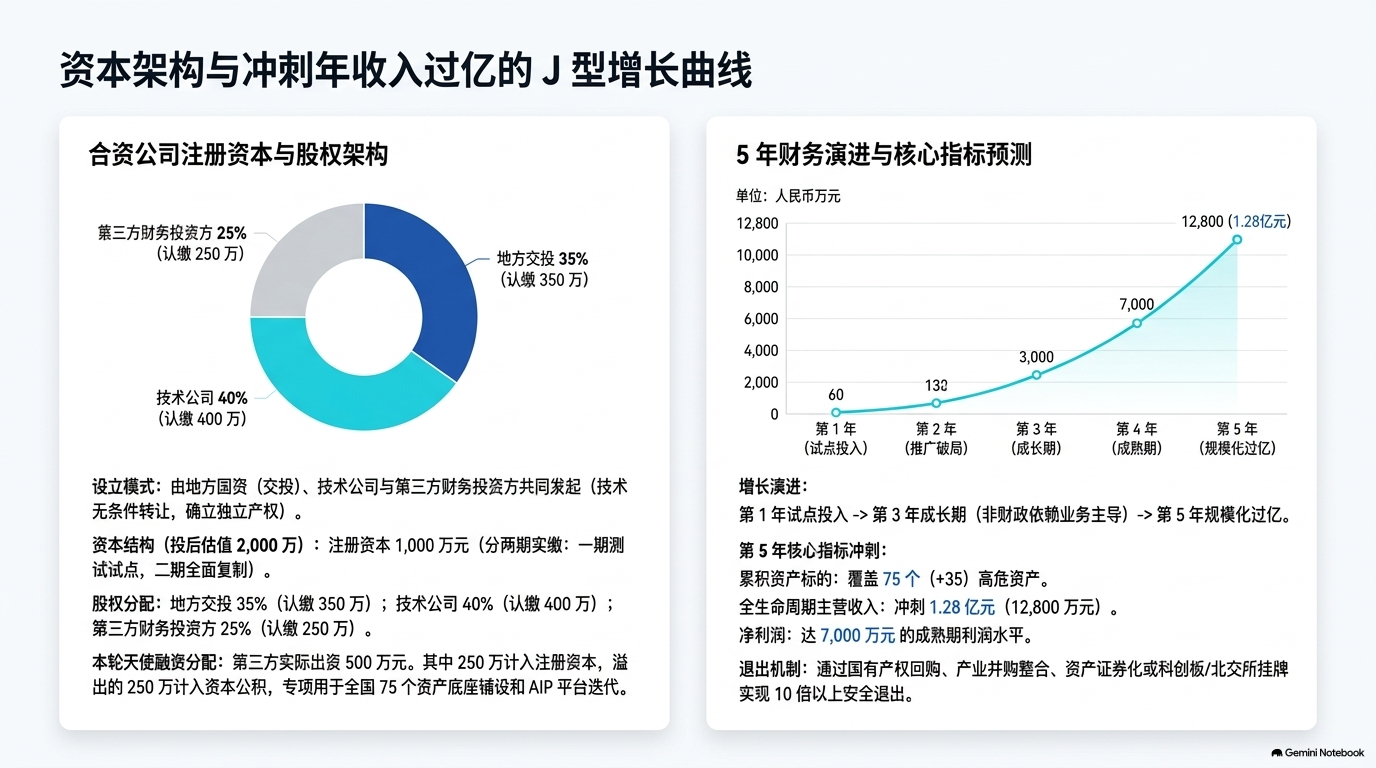 资本架构与冲刺年收入过亿的 J 型增长曲线
合资公司注册资本与股权架构
第三方财务投资方 25%
(认缴 250 万)
地方交投 35%
(认缴 350 万)
技术公司 40%
(认缴 400 万)
设立模式：由地方国资（交投）、技术公司与第三方财务投资方共同发起（技术
无条件转让，确立独立产权）。
资本结构（投后估值 2,000 万）：注册资本 1,000 万元（分两期实缴：一期测
试试点，二期全面复制）。
股权分配：地方交投 35%（认缴 350 万）；技术公司 40%（认缴 400 万）；
第三方财务投资方 25%（认缴 250 万）。
本轮天使融资分配：第三方实际出资 500 万元。其中 250 万计入注册资本，溢
出的 250 万计入资本公积，专项用于全国 75 个资产底座铺设和 AIP 平台迭代。
5 年财务演进与核心指标预测
单位：人民币万元
12,800
10,000
8,000
6,000
4,000
2,000
0
60
3,000
7,000
12,800 (1.28亿元)
第 1 年
(试点投入)
第 2 年
(推广破局)
第 3 年
(成长期)
第 4 年
(成熟期)
第 5 年
(规模化过亿)
增长演进：
第 1 年试点投入 -> 第 3 年成长期（非财政依赖业务主导）-> 第 5 年规模化过亿。
第 5 年核心指标冲刺：
累积资产标的：覆盖 75 个（+35）高危资产。
全生命周期主营收入：冲刺 1.28 亿元（12,800 万元）。
净利润：达 7,000 万元 的成熟期利润水平。
退出机制：通过国有产权回购、产业并购整合、资产证券化或科创板/北交所挂牌
实现 10 倍以上安全退出。
Gemini Notebook